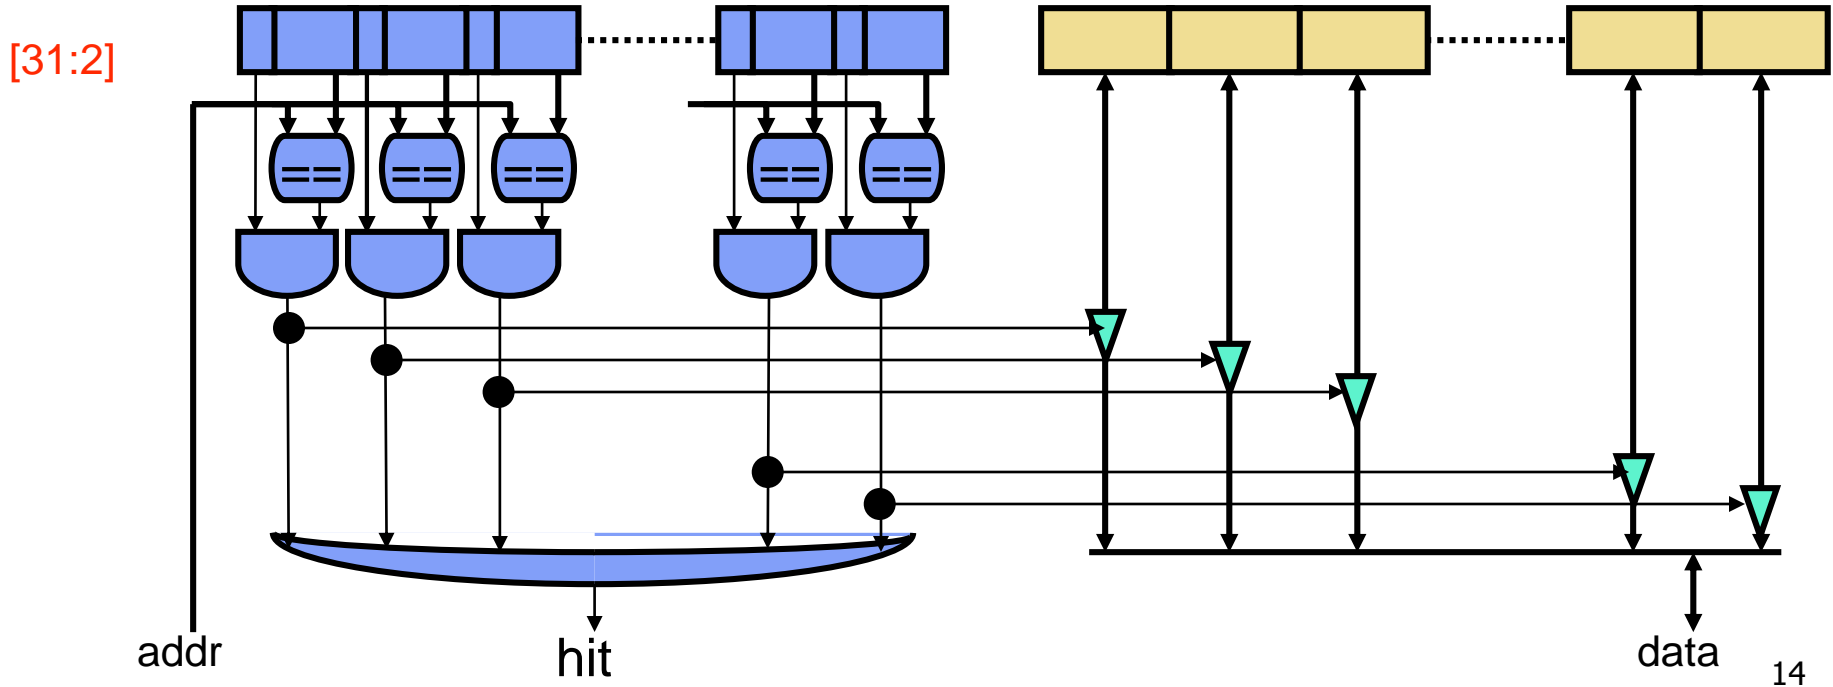 [31:2]
==
==
==
==
==
addr
hit
data
14